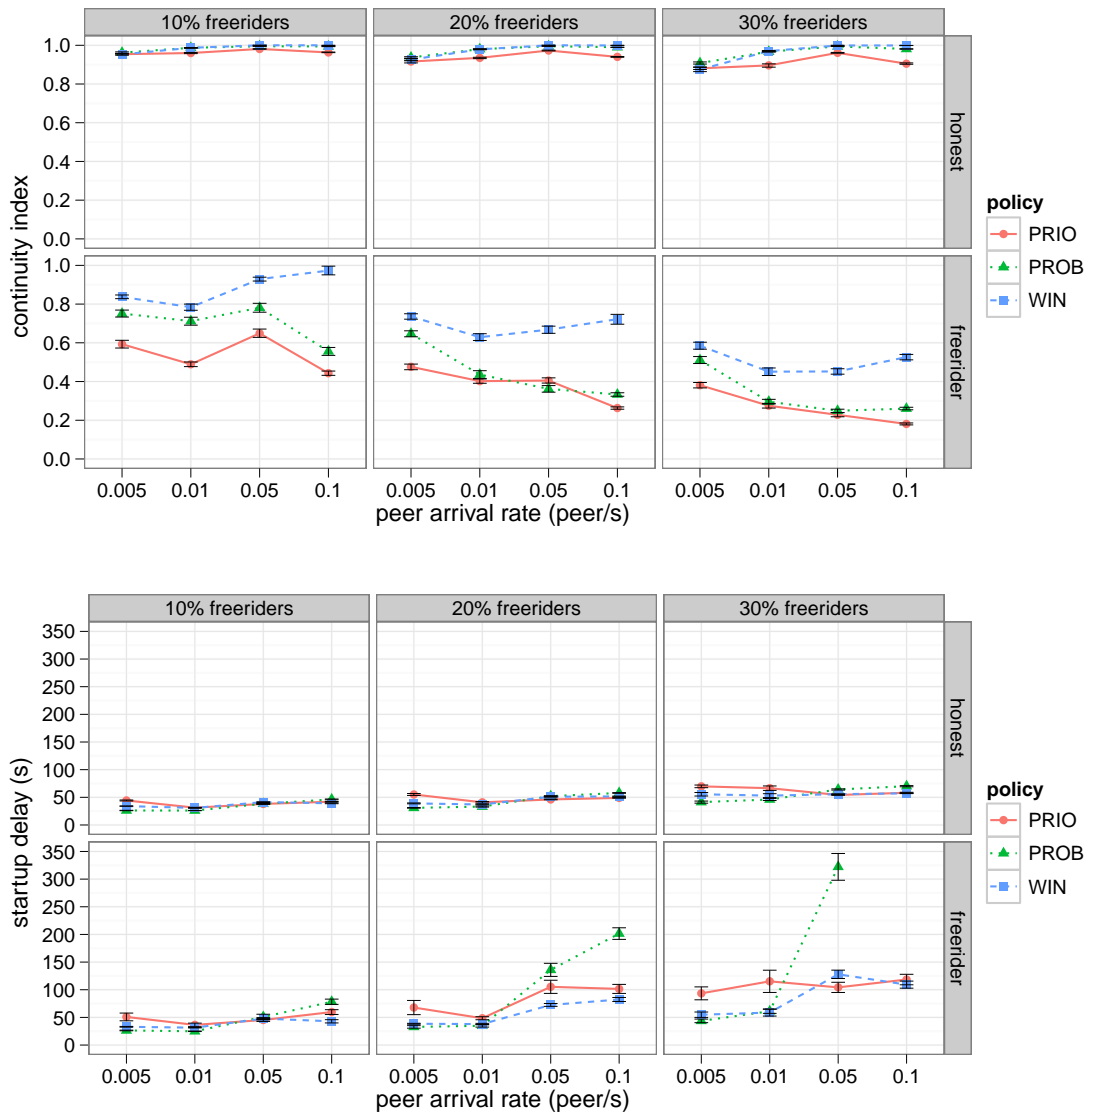 10% freeriders 20% freeriders 30% freeriders
continuity index
1.0
0.8
0.6
0.4
0.2
0.0
honest
1.0
0.8
0.6
0.4
0.2
0.0
freerider
0.005 0.01 0.05 0.1 0.005 0.01 0.05 0.1 0.005 0.01 0.05 0.1
peer arrival rate (peer/s)
policy
PRIO
PROB
WIN
10% freeriders 20% freeriders 30% freeriders
startup delay (s)
350
300
250
200
150
100
50
0
honest
350
300
250
200
150
100
50
0
freerider
0.005 0.01 0.05 0.1 0.005 0.01 0.05 0.1 0.005 0.01 0.05 0.1
peer arrival rate (peer/s)
policy
PRIO
PROB
WIN